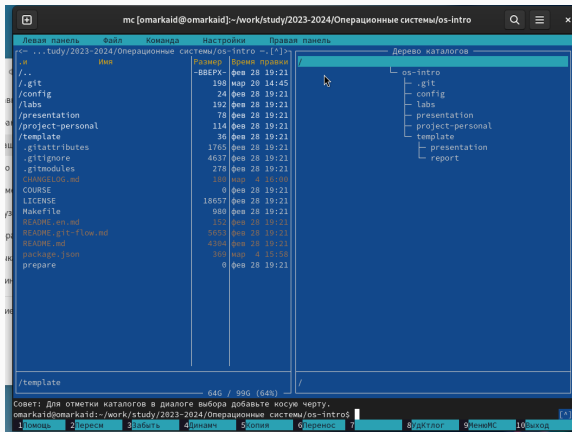 mc [omarkaid@omarkaid]:~/work/study/2023-2024/Операционные системы/os-intro
Левая панель Файл Команда Настройки Правая панель
<─ ...tudy/2023-2024/Операционные системы/os-intro ─.[^]>
.и Имя Размер Время правки
/.. -ВВЕРХ- фев 28 19:21
/.git 198 мар 20 14:45
/config 24 фев 28 19:21
/labs 192 фев 28 19:21
/presentation 78 фев 28 19:21
/project-personal 114 фев 28 19:21
/template 36 фев 28 19:21
.gitattributes 1765 фев 28 19:21
.gitignore 4637 фев 28 19:21
.gitmodules 278 фев 28 19:21
CHANGELOG.md 180 мар 4 16:00
COURSE 0 фев 28 19:21
LICENSE 18657 фев 28 19:21
Makefile 980 фев 28 19:21
README.en.md 152 фев 28 19:21
README.git-flow.md 5653 фев 28 19:21
README.md 4304 фев 28 19:21
package.json 369 мар 4 15:58
prepare 0 фев 28 19:21
/template
64G / 99G (64%)
Дерево каталогов
/
os-intro
.git
config
labs
presentation
project-personal
template
presentation
report
/
Совет: Для отметки каталогов в диалоге выбора добавьте косую черту.
omarkaid@omarkaid:~/work/study/2023-2024/Операционные системы/os-intro$ [^]
1Помощь 2Пересм 3Забыть 4Динамч 5Копия 6Перенос 7 8УдКтлог 9МенюMC 10Выход